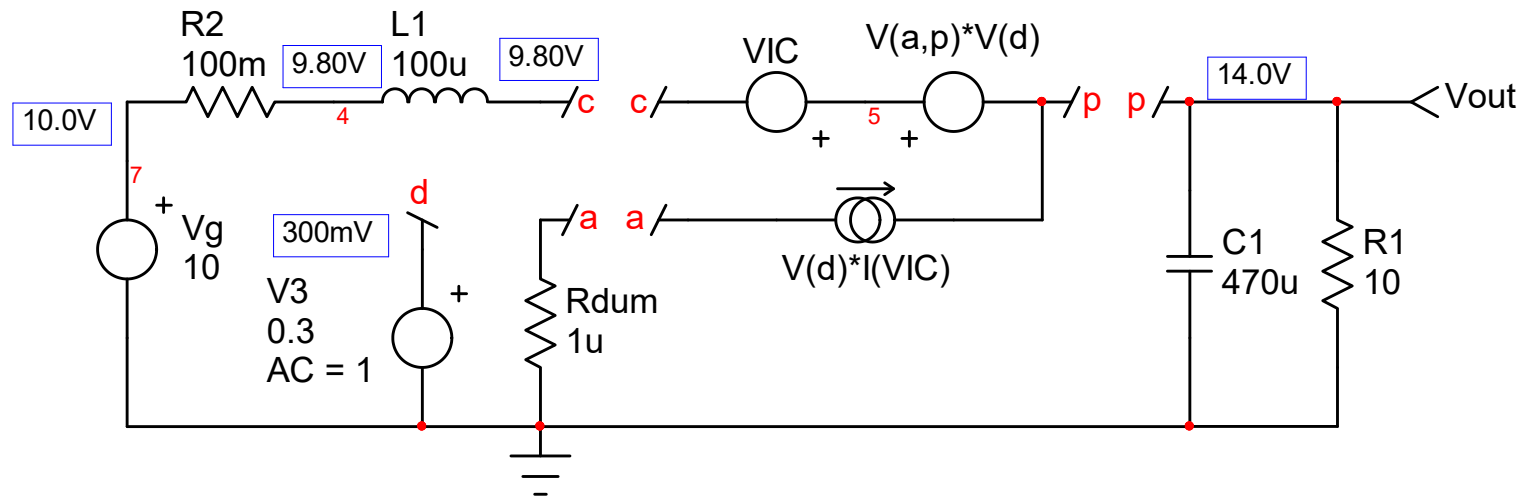 R2
100m
L1
100u
9.80V
9.80V
VIC
V(a,p)*V(d)
14.0V
10.0V
4
c
c
+
5
+
p
p
Vout
7
+
Vg
10
d
300mV
V3
0.3
AC = 1
+
a
a
Rdum
1u
V(d)*I(VIC)
C1
470u
R1
10